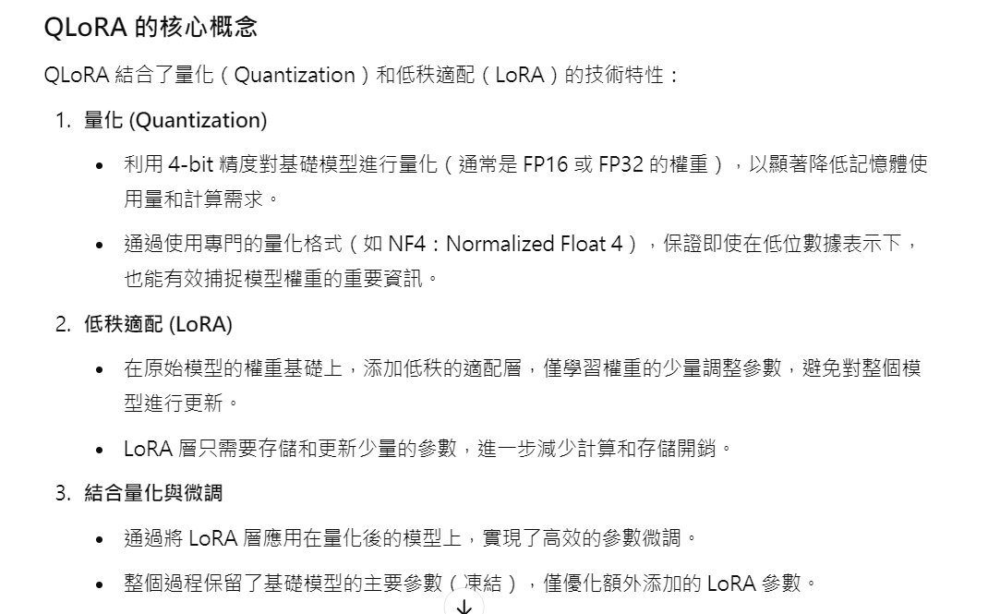 QLoRA 的核心概念
QLoRA 結合了量化（Quantization）和低秩適配（LoRA）的技術特性：
1. 量化 (Quantization)
• 利用 4-bit 精度對基礎模型進行量化（通常是 FP16 或 FP32 的權重），以顯著降低記憶體使
用量和計算需求。
• 通過使用專門的量化格式（如 NF4：Normalized Float 4），保證即使在低位數據表示下，
也能有效捕捉模型權重的重要資訊。
2. 低秩適配 (LoRA)
• 在原始模型的權重基礎上，添加低秩的適配層，僅學習權重的少量調整參數，避免對整個模
型進行更新。
• LoRA 層只需要存儲和更新少量的參數，進一步減少計算和存儲開銷。
3. 結合量化與微調
• 通過將 LoRA 層應用在量化後的模型上，實現了高效的參數微調。
• 整個過程保留了基礎模型的主要參數（凍結），僅優化額外添加的 LoRA 參數。